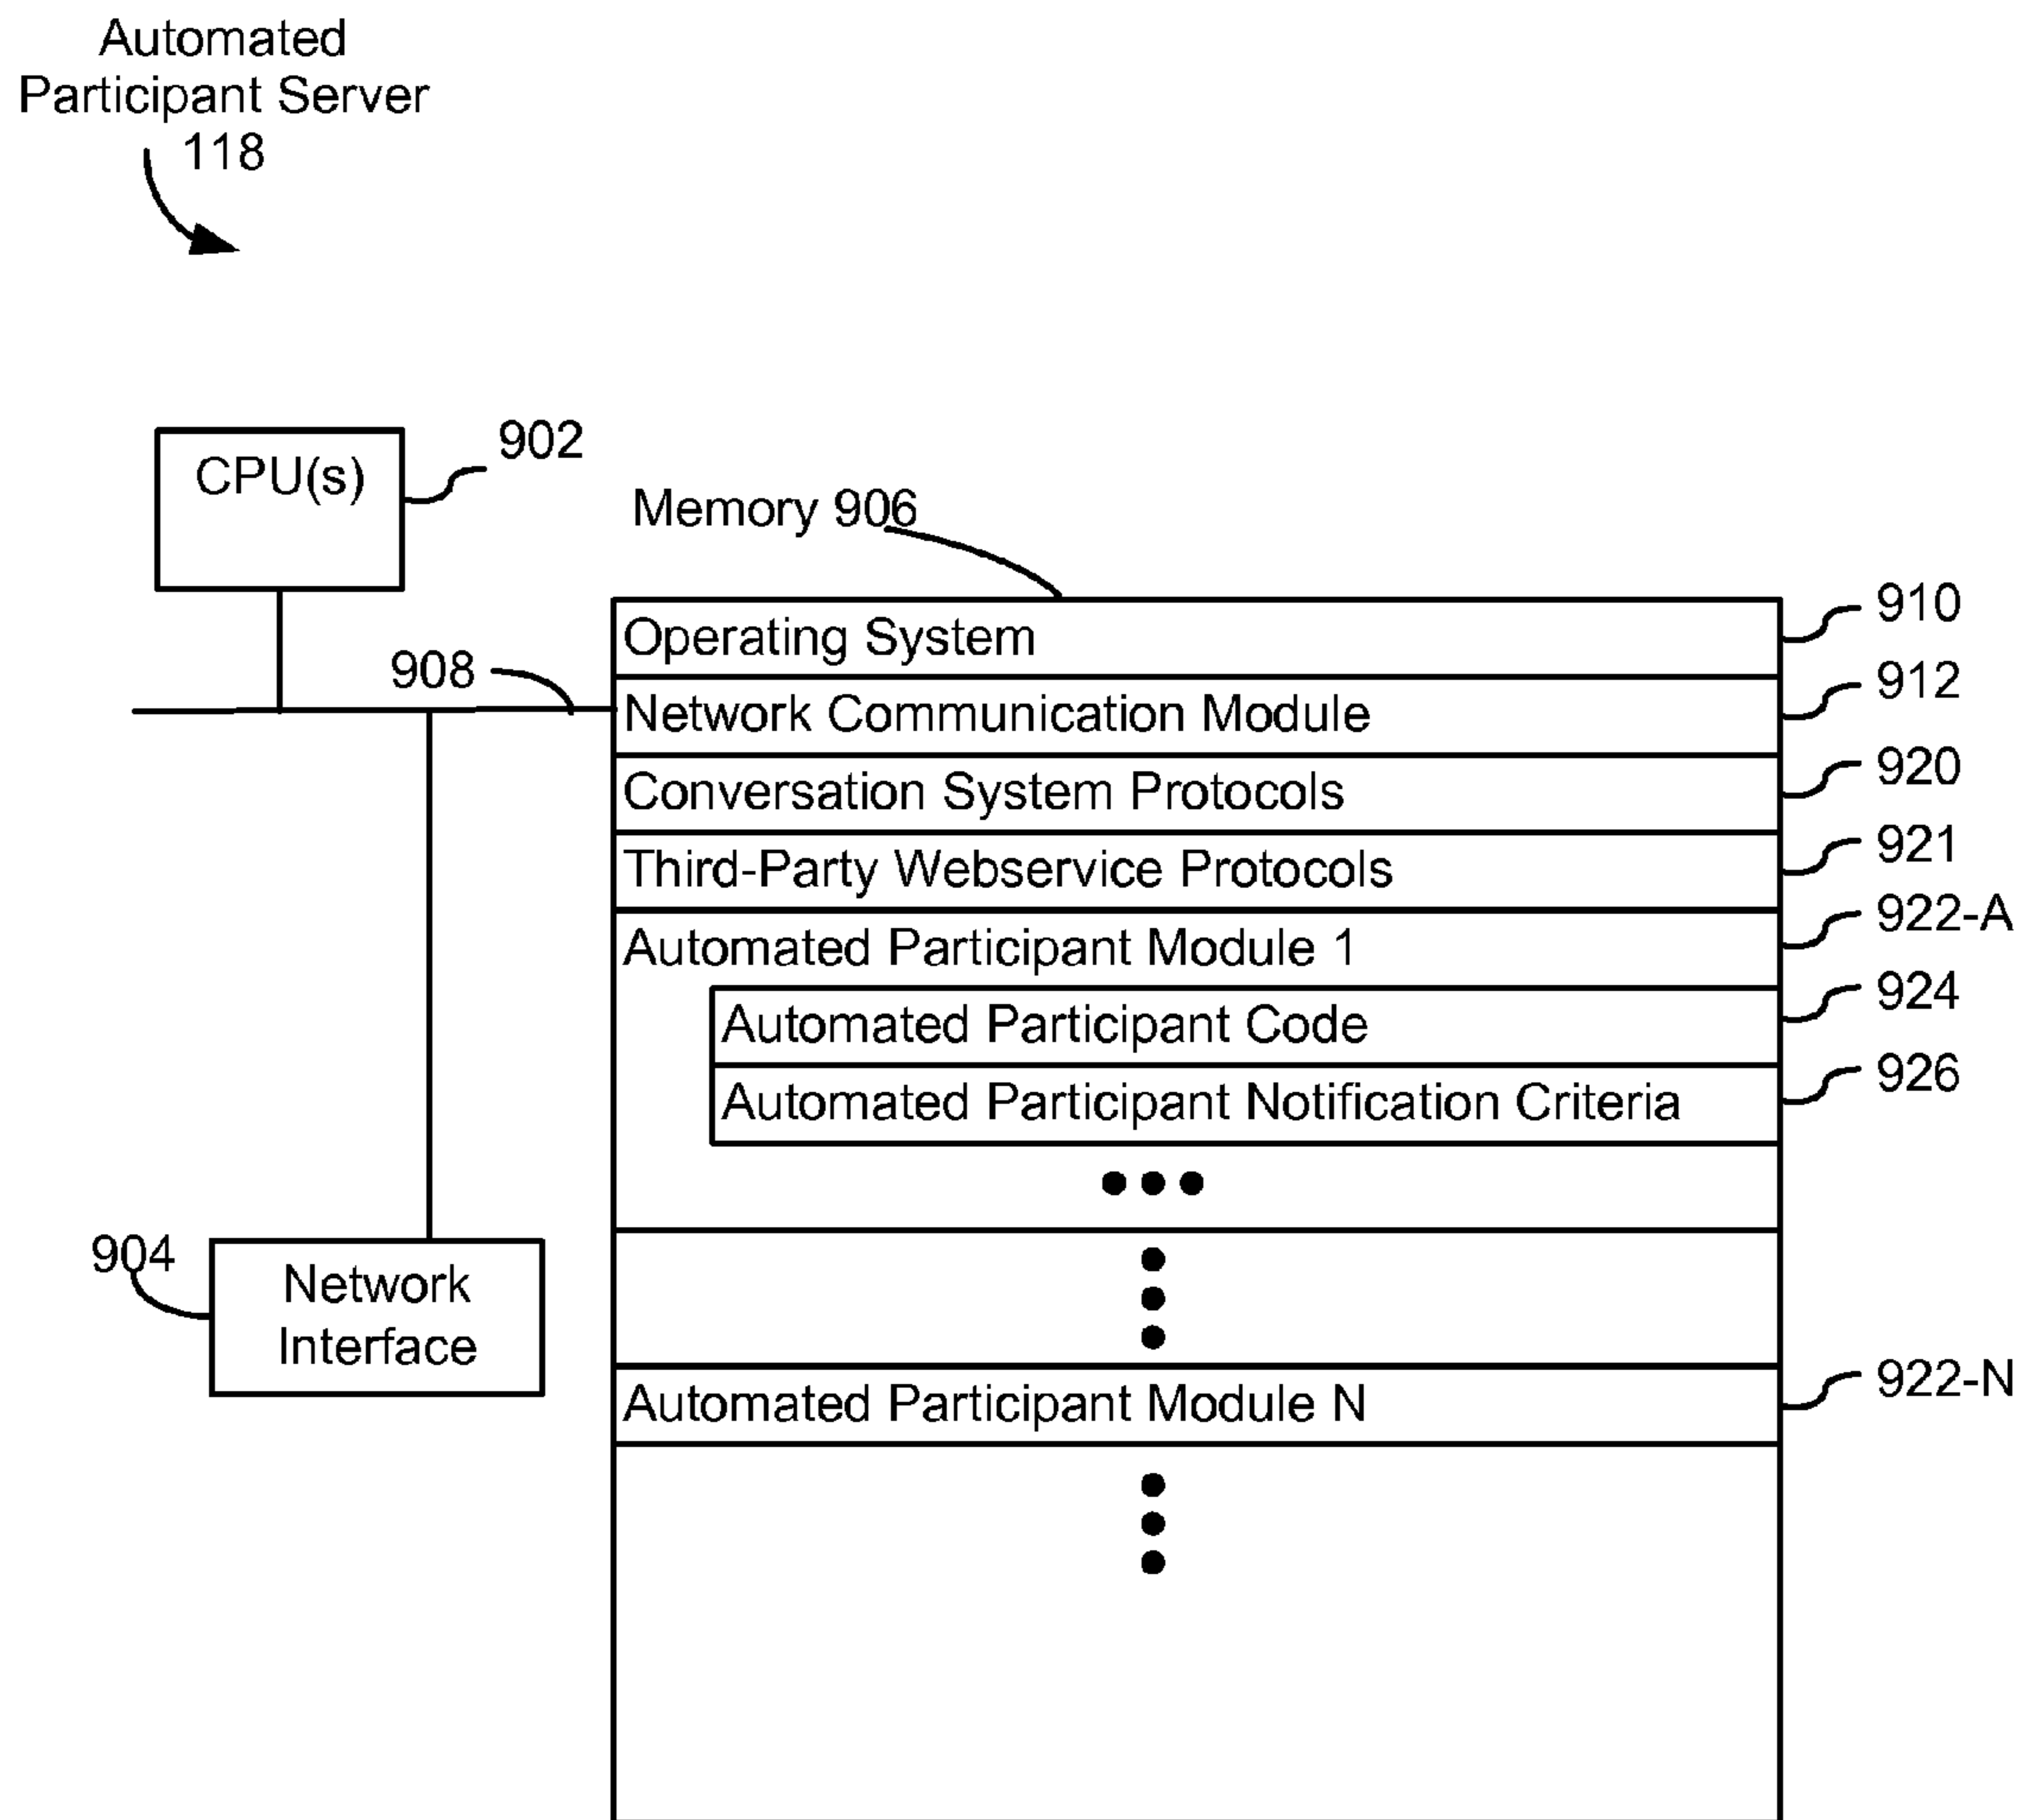 Automated
Participant Server
118
CPU(s)
902
Memory 906
908
Operating System
910
Network Communication Module
912
Conversation System Protocols
920
Third-Party Webservice Protocols
921
Automated Participant Module 1
922-A
Automated Participant Code
924
Automated Participant Notification Criteria
926
904
Network
Interface
Automated Participant Module N
922-N